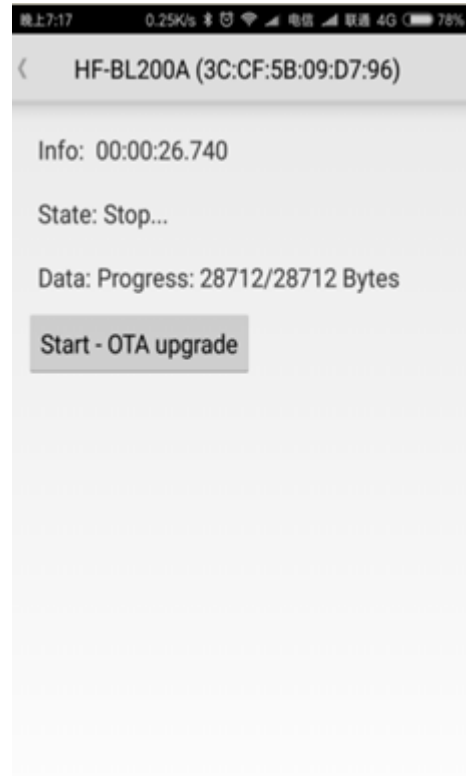 晚上7:17 0.25K/s 电信 联通 4G 78%
HF-BL200A (3C:CF:5B:09:D7:96)
Info: 00:00:26.740
State: Stop...
Data: Progress: 28712/28712 Bytes
Start - OTA upgrade